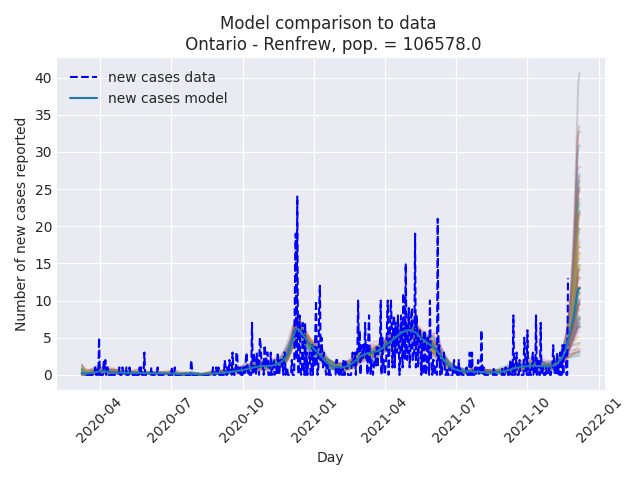 Model comparison to data
Ontario - Renfrew, pop. = 106578.0
new cases data
new cases model
Number of new cases reported
40
35
30
25
20
15
10
5
0
2020-04
2020-07
2020-10
2021-01
2021-04
2021-07
2021-10
2022-01
Day